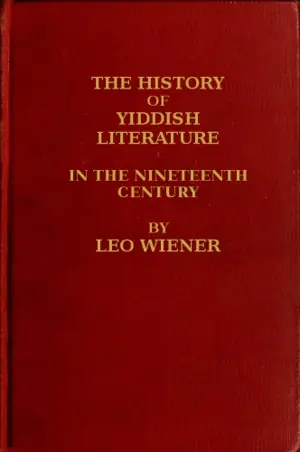 THE HISTORY
OF
YIDDISH
LITERATURE
IN THE NINETEENTH
CENTURY
BY
LEO WIENER